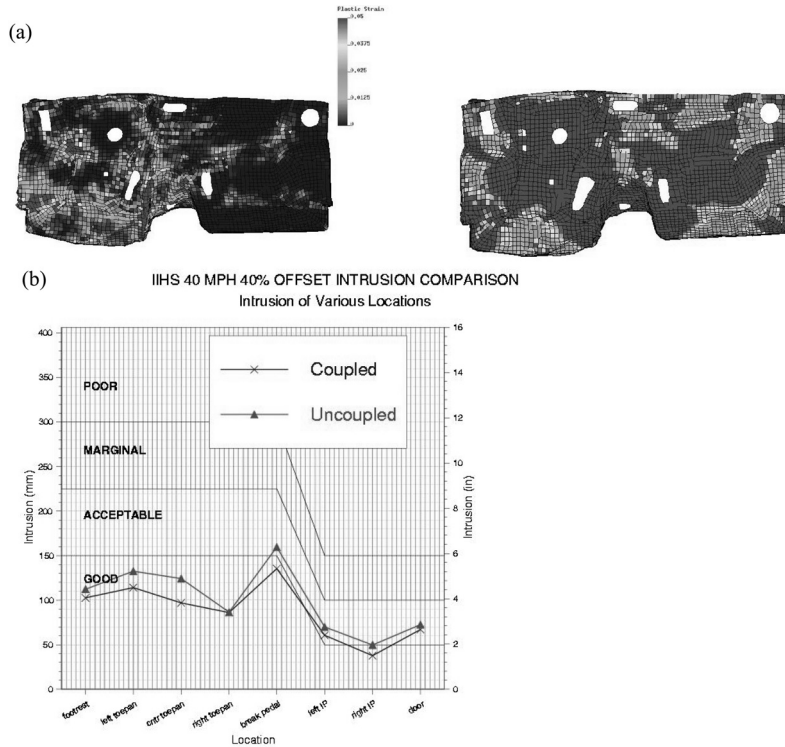 (a)
Plastic Strain
0.05
0.0375
0.025
0.0125
0
(b)
IIHS 40 MPH 40% OFFSET INTRUSION COMPARISON
Intrusion of Various Locations
400
350
300
250
200
150
100
50
0
Intrusion (mm)
POOR
MARGINAL
ACCEPTABLE
GOOD
Coupled
Uncoupled
16
14
12
10
8
6
4
2
0
Intrusion (in)
footrest
left toepan
cntr toepan
right toepan
break pedal
left IP
right IP
door
Location